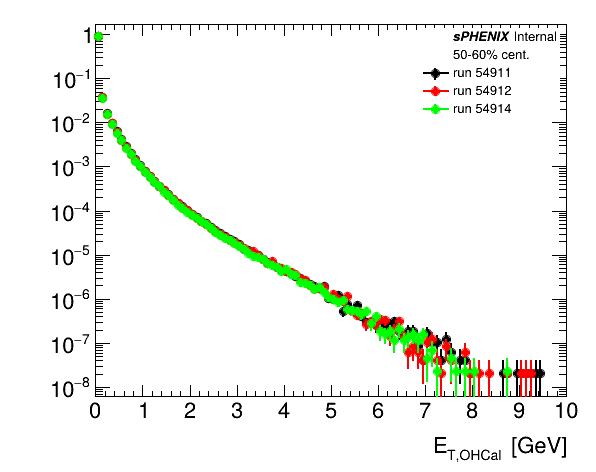 sPHENIX Internal
50-60% cent.
run 54911
run 54912
run 54914
1
10⁻¹
10⁻²
10⁻³
10⁻⁴
10⁻⁵
10⁻⁶
10⁻⁷
10⁻⁸
0 1 2 3 4 5 6 7 8 9 10
E_T,OHCal [GeV]